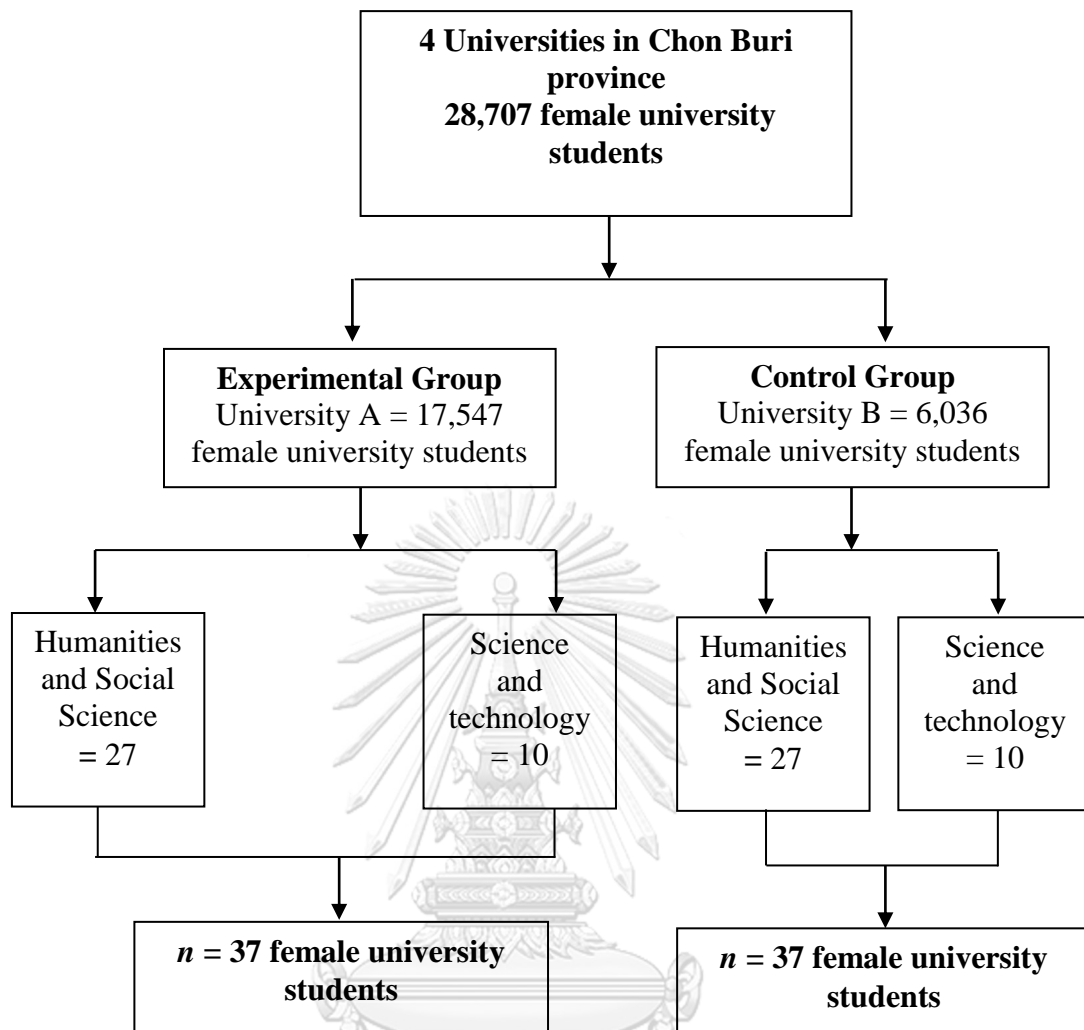 4 Universities in Chon Buri
province
28,707 female university
students
Experimental Group
University A = 17,547
female university students
Control Group
University B = 6,036
female university students
Humanities
and Social
Science
= 27
Science
and
technology
= 10
Humanities
and Social
Science
= 27
Science
and
technology
= 10
n = 37 female university
students
n = 37 female university
students